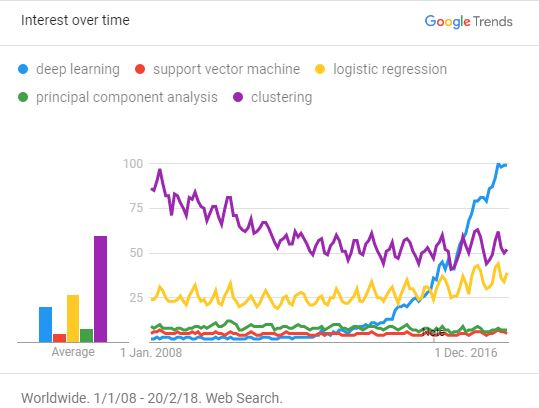 Interest over time
Google Trends
deep learning support vector machine logistic regression
principal component analysis clustering
100
75
50
25
Note
Average
1 Jan. 2008
1 Dec. 2016
Worldwide. 1/1/08 - 20/2/18. Web Search.